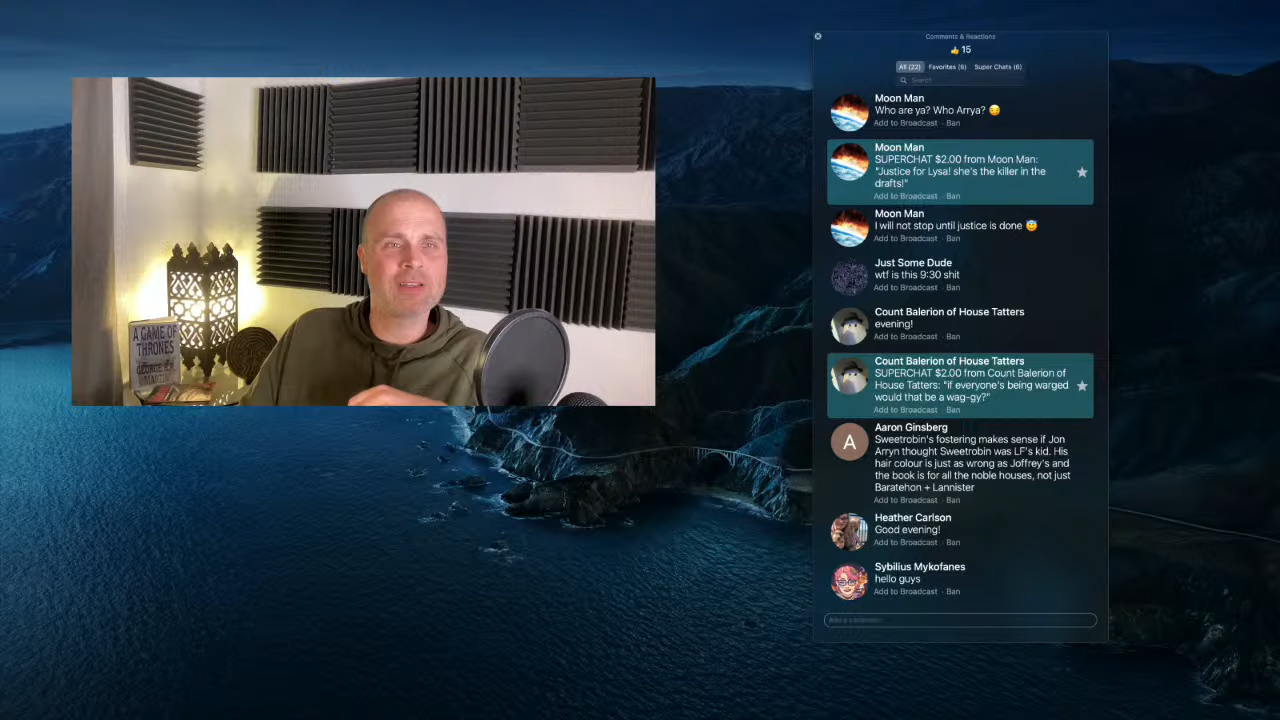 Comments & Reactions
👍 15
All (22) Favorites (6) Super Chats (6)
Search
Moon Man
Who are ya? Who Arrya? 😏
Add to Broadcast · Ban
Moon Man
SUPERCHAT $2.00 from Moon Man:
"Justice for Lysa! she's the killer in the
drafts!"
Add to Broadcast · Ban
Moon Man
I will not stop until justice is done 😇
Add to Broadcast · Ban
Just Some Dude
wtf is this 9:30 shit
Add to Broadcast · Ban
Count Balerion of House Tatters
evening!
Add to Broadcast · Ban
Count Balerion of House Tatters
SUPERCHAT $2.00 from Count Balerion of
House Tatters: "if everyone's being warged
would that be a wag-gy?"
Add to Broadcast · Ban
A
Aaron Ginsberg
Sweetrobin's fostering makes sense if Jon
Arryn thought Sweetrobin was LF's kid. His
hair colour is just as wrong as Joffrey's and
the book is for all the noble houses, not just
Baratehon + Lannister
Add to Broadcast · Ban
Heather Carlson
Good evening!
Add to Broadcast · Ban
Sybilius Mykofanes
hello guys
Add to Broadcast · Ban
Add a comment...
A GAME OF
THRONES
GEORGE R.R.
MARTIN